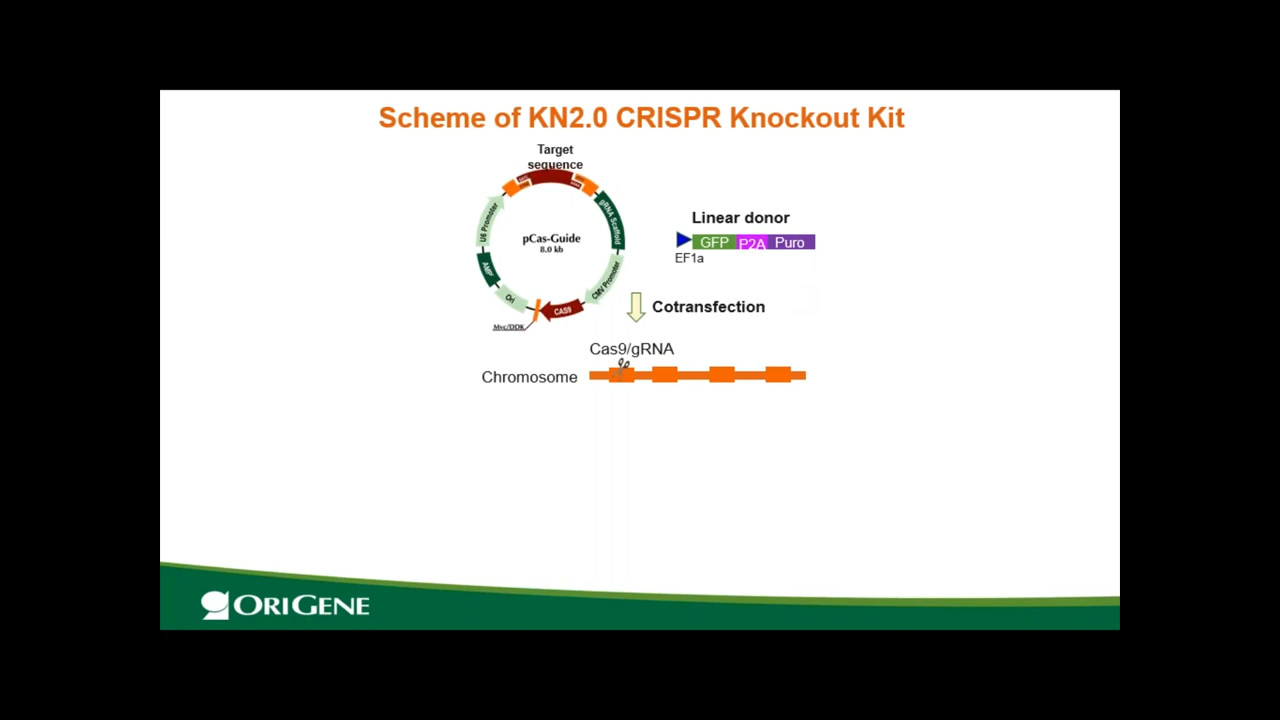 Scheme of KN2.0 CRISPR Knockout Kit
Target
sequence
U6 Promoter
gRNA Scaffold
pCas-Guide
8.0 kb
AMP
CMV Promoter
Ori
CAS9
Myc/DDK
Linear donor
GFP P2A Puro
EF1a
Cotransfection
Cas9/gRNA
Chromosome
ORIGENE